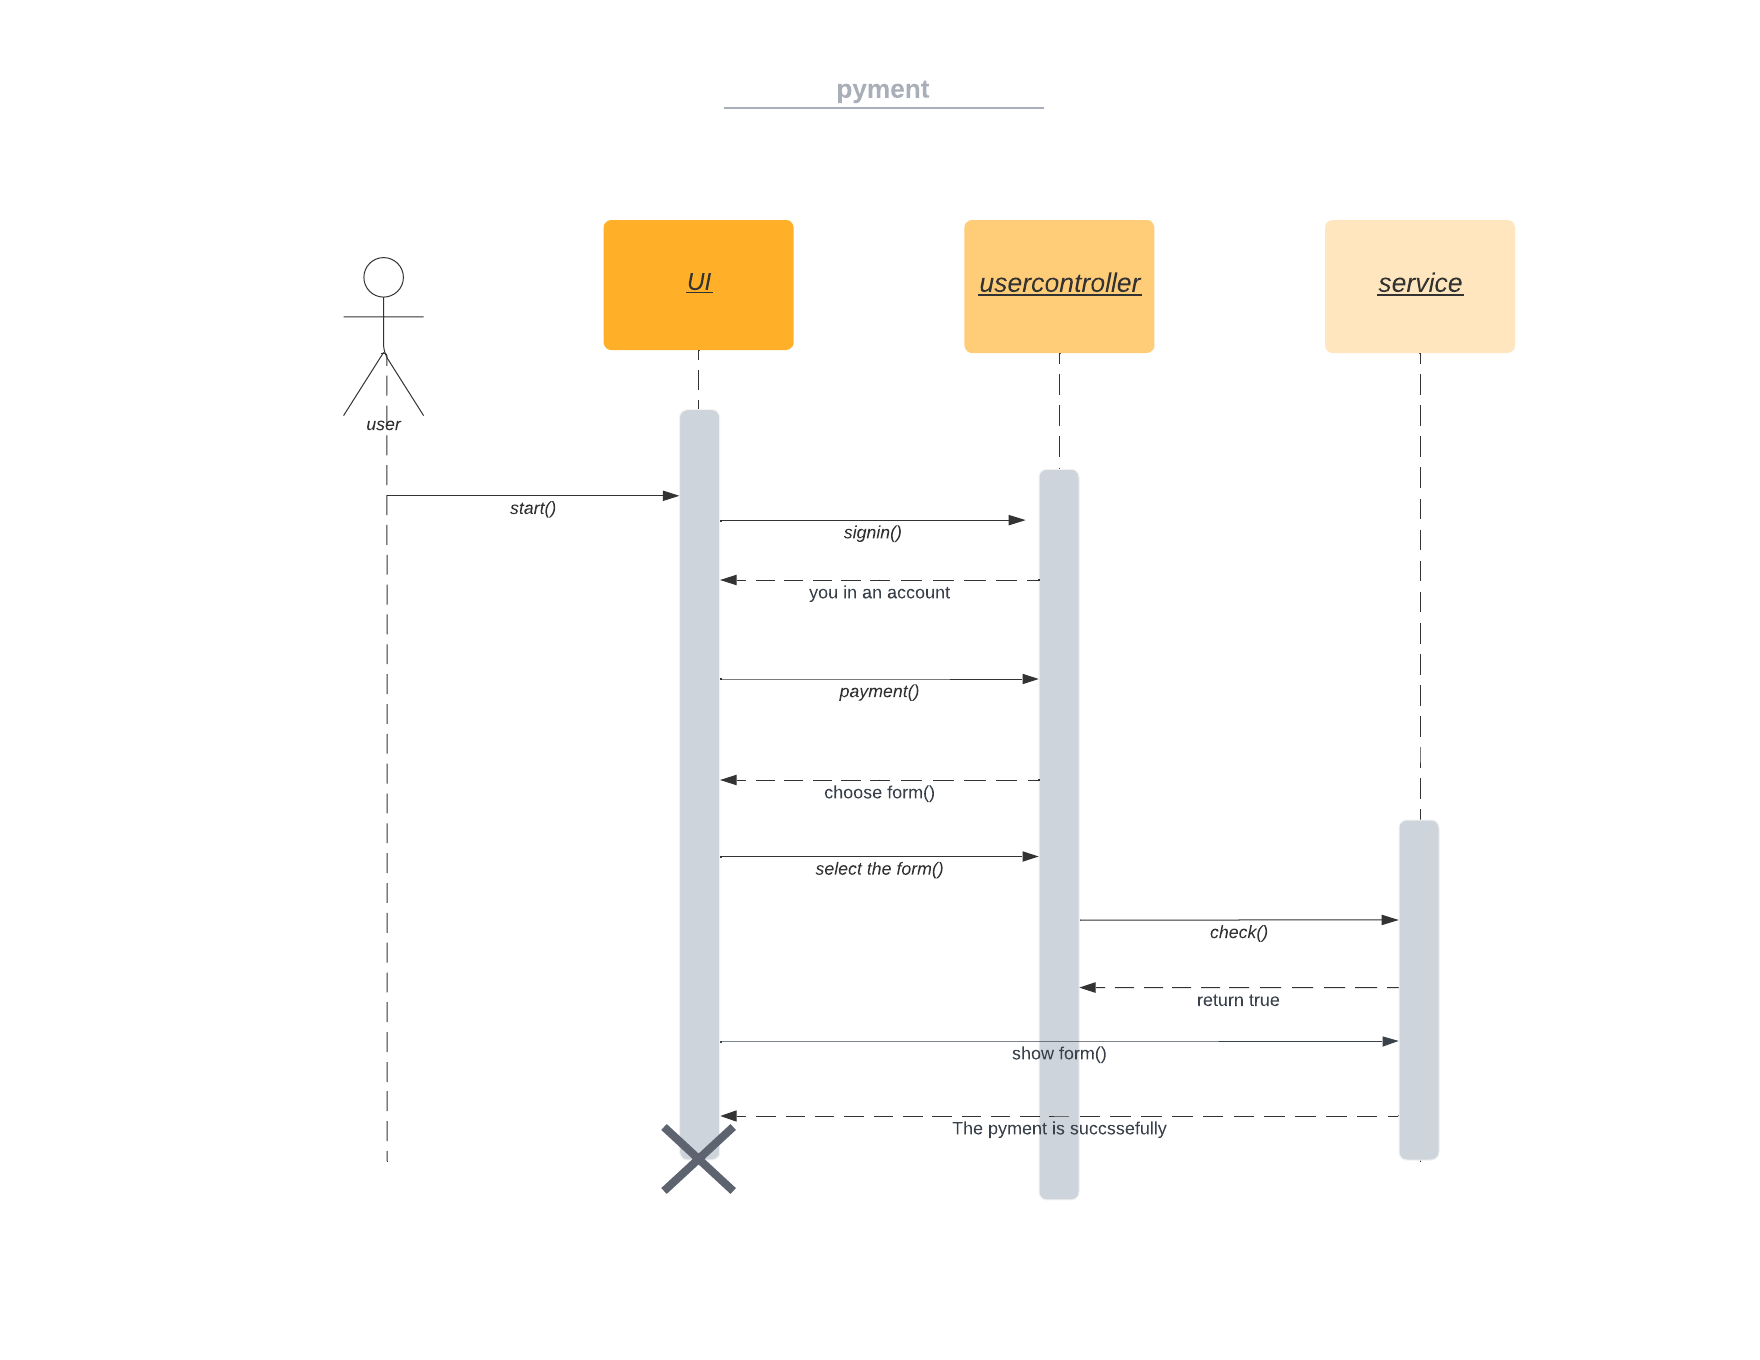 pyment
UI
usercontroller
service
user
start()
signin()
you in an account
payment()
choose form()
select the form()
check()
return true
show form()
The pyment is succssefully